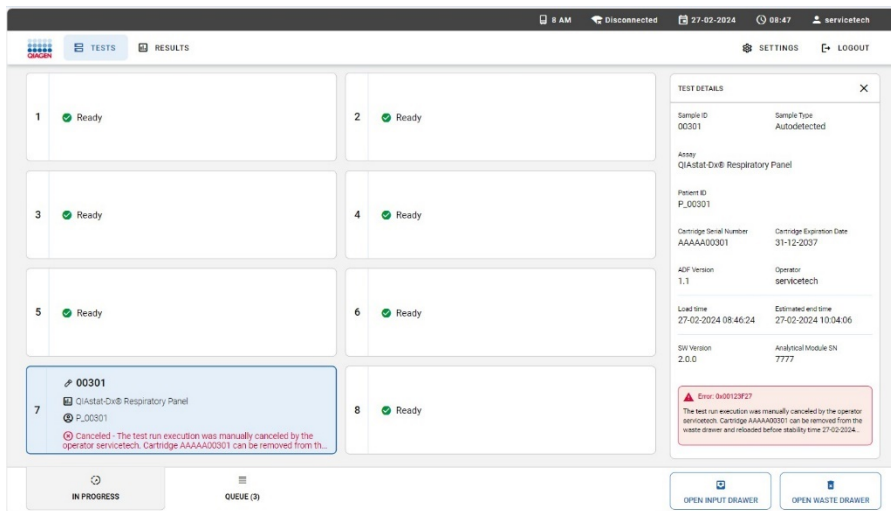 8 AM Disconnected 27-02-2024 08:47 servicetech
QIAGEN TESTS RESULTS SETTINGS LOGOUT
1 Ready
2 Ready
3 Ready
4 Ready
5 Ready
6 Ready
7
00301
QIAstat-Dx® Respiratory Panel
P_00301
Canceled - The test run execution was manually canceled by the
operator servicetech. Cartridge AAAAA00301 can be removed from th...
8 Ready
TEST DETAILS
Sample ID Sample Type
00301 Autodetected
Assay
QIAstat-Dx® Respiratory Panel
Patient ID
P_00301
Cartridge Serial Number Cartridge Expiration Date
AAAAA00301 31-12-2037
ADF Version Operator
1.1 servicetech
Load time Estimated end time
27-02-2024 08:46:24 27-02-2024 10:04:06
SW Version Analytical Module SN
2.0.0 7777
Error: 0x00123F27
The test run execution was manually canceled by the operator
servicetech. Cartridge AAAAA00301 can be removed from the
waste drawer and reloaded before stability time 27-02-2024...
IN PROGRESS QUEUE (3) OPEN INPUT DRAWER OPEN WASTE DRAWER